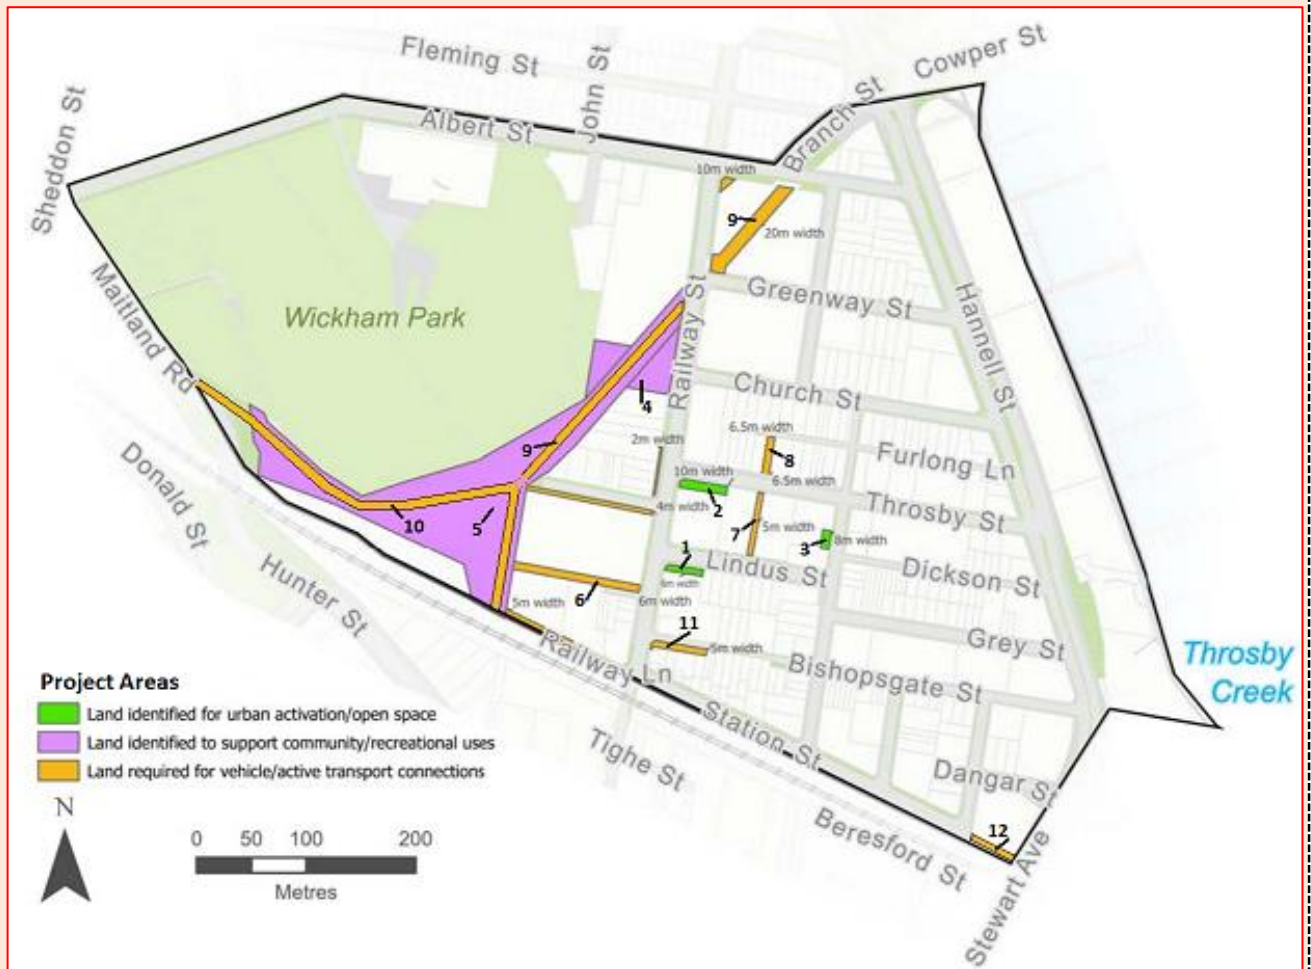 Cowper St
Fleming St
John St
Branch St
Albert St
Sheddon St
10m width
9
20m width
Maitland Rd
Wickham Park
Greenway St
Hannell St
Railway St
Church St
4
6.5m width
2m width
8
Furlong Ln
9
10m width
6.5m width
Throsby St
2
4m width
Donald St
10
5
7
5m width
3
8m width
1
Lindus St
Dickson St
Hunter St
6
5m width
6m width
11
5m width
Grey St
Railway Ln
Bishopsgate St
Throsby
Creek
Project Areas
Land identified for urban activation/open space
Land identified to support community/recreational uses
Land required for vehicle/active transport connections
Station St
Tighe St
Dangar St
N
0 50 100 200
Metres
12
Beresford St
Stewart Ave